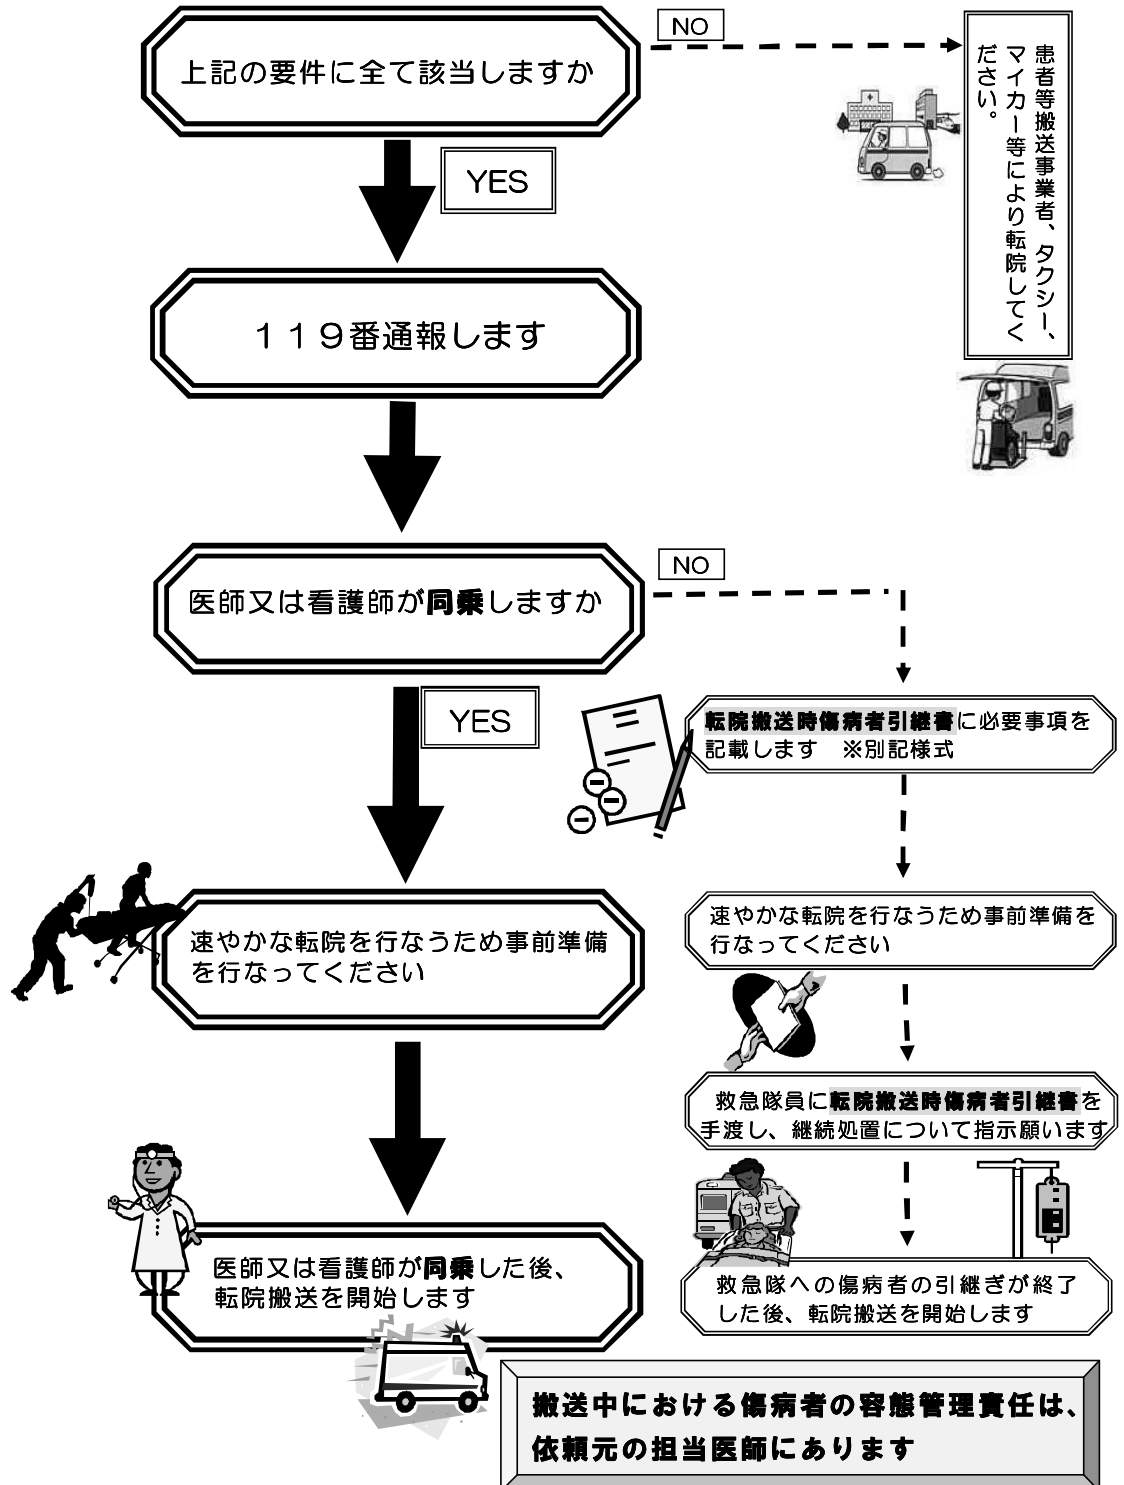 上記の要件に全て該当しますか
NO
患者等搬送事業者、タクシー、
マイカー等により転院してく
ださい。
YES
１１９番通報します
医師又は看護師が同乗しますか
NO
YES
転院搬送時傷病者引継書に必要事項を
記載します　※別記様式
速やかな転院を行なうため事前準備
を行なってください
速やかな転院を行なうため事前準備を
行なってください
救急隊員に転院搬送時傷病者引継書を
手渡し、継続処置について指示願います
医師又は看護師が同乗した後、
転院搬送を開始します
救急隊への傷病者の引継ぎが終了
した後、転院搬送を開始します
搬送中における傷病者の容態管理責任は、
依頼元の担当医師にあります